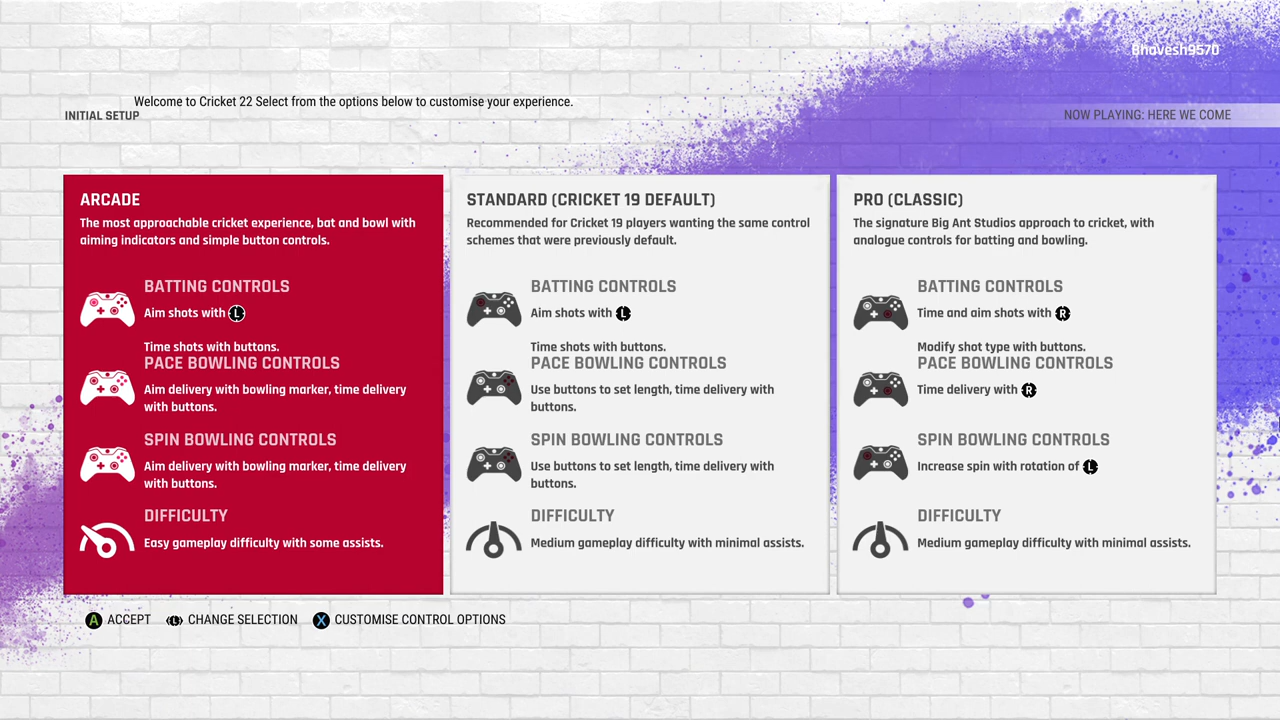 Bhavesh9570
Welcome to Cricket 22 Select from the options below to customise your experience.
INITIAL SETUP
NOW PLAYING: HERE WE COME
ARCADE
The most approachable cricket experience, bat and bowl with
aiming indicators and simple button controls.
BATTING CONTROLS
Aim shots with L
Time shots with buttons.
PACE BOWLING CONTROLS
Aim delivery with bowling marker, time delivery
with buttons.
SPIN BOWLING CONTROLS
Aim delivery with bowling marker, time delivery
with buttons.
DIFFICULTY
Easy gameplay difficulty with some assists.
STANDARD (CRICKET 19 DEFAULT)
Recommended for Cricket 19 players wanting the same control
schemes that were previously default.
BATTING CONTROLS
Aim shots with L
Time shots with buttons.
PACE BOWLING CONTROLS
Use buttons to set length, time delivery with
buttons.
SPIN BOWLING CONTROLS
Use buttons to set length, time delivery with
buttons.
DIFFICULTY
Medium gameplay difficulty with minimal assists.
PRO (CLASSIC)
The signature Big Ant Studios approach to cricket, with
analogue controls for batting and bowling.
BATTING CONTROLS
Time and aim shots with R
Modify shot type with buttons.
PACE BOWLING CONTROLS
Time delivery with R
SPIN BOWLING CONTROLS
Increase spin with rotation of L
DIFFICULTY
Medium gameplay difficulty with minimal assists.
A ACCEPT L CHANGE SELECTION X CUSTOMISE CONTROL OPTIONS